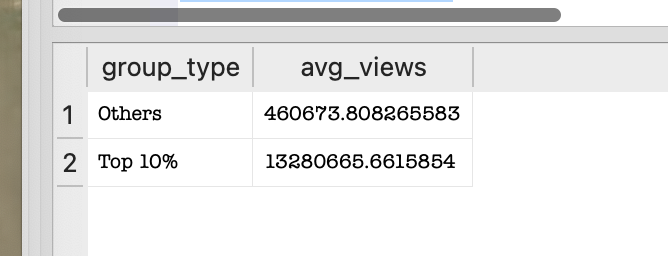 group_type avg_views
1 Others 460673.808265583
2 Top 10% 13280665.6615854